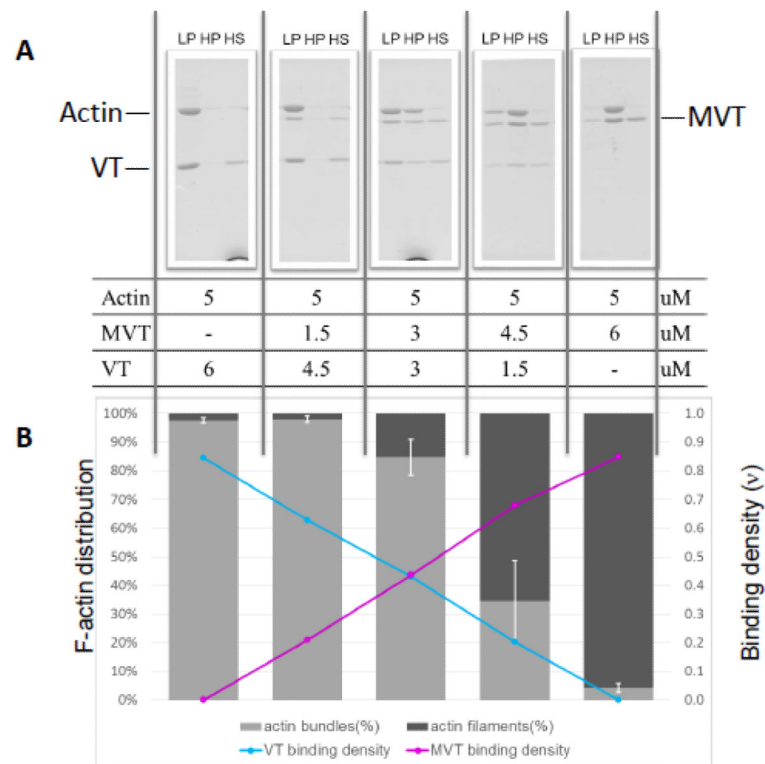 A
LP HP HS LP HP HS LP HP HS LP HP HS LP HP HS
Actin
MVT
VT
Actin 5 5 5 5 5 uM
MVT - 1.5 3 4.5 6 uM
VT 6 4.5 3 1.5 - uM
B
F-actin distribution
100%
90%
80%
70%
60%
50%
40%
30%
20%
10%
0%
1.0
0.9
0.8
0.7
0.6
0.5
0.4
0.3
0.2
0.1
0.0
Binding density (ν)
actin bundles(%) actin filaments(%)
VT binding density MVT binding density